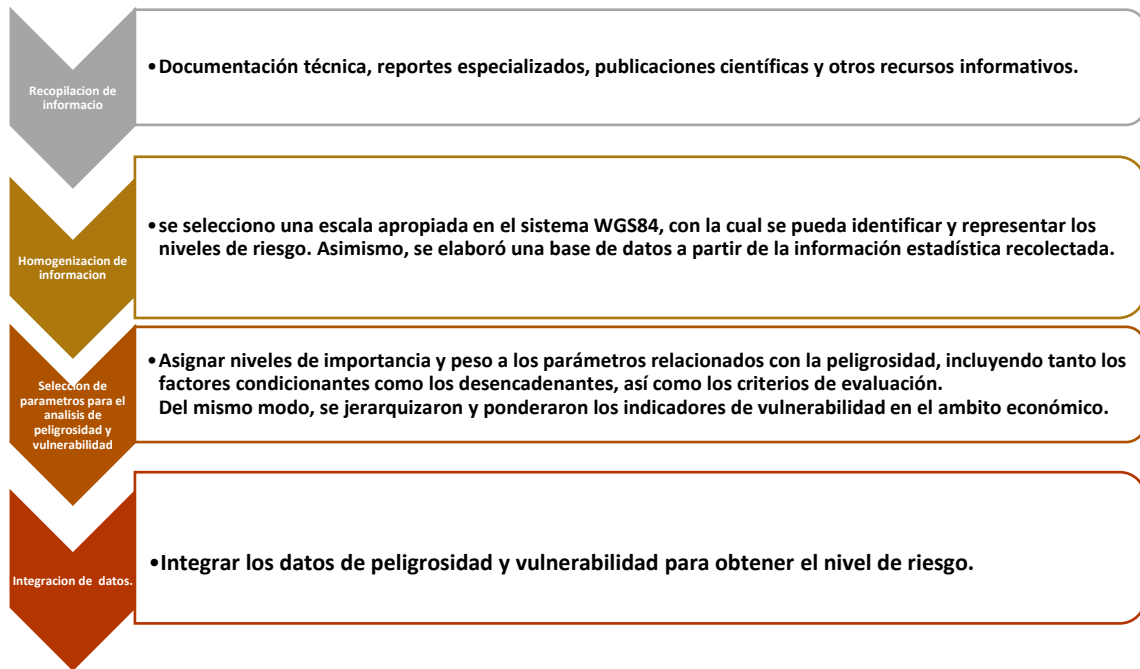 Recopilacion de
informacio
•Documentación técnica, reportes especializados, publicaciones científicas y otros recursos informativos.
Homogenizacion de
informacion
•se selecciono una escala apropiada en el sistema WGS84, con la cual se pueda identificar y representar los
niveles de riesgo. Asimismo, se elaboró una base de datos a partir de la información estadística recolectada.
Seleccion de
parametros para el
analisis de
peligrosidad y
vulnerabilidad
•Asignar niveles de importancia y peso a los parámetros relacionados con la peligrosidad, incluyendo tanto los
factores condicionantes como los desencadenantes, así como los criterios de evaluación.
Del mismo modo, se jerarquizaron y ponderaron los indicadores de vulnerabilidad en el ambito económico.
Integracion de datos.
•Integrar los datos de peligrosidad y vulnerabilidad para obtener el nivel de riesgo.